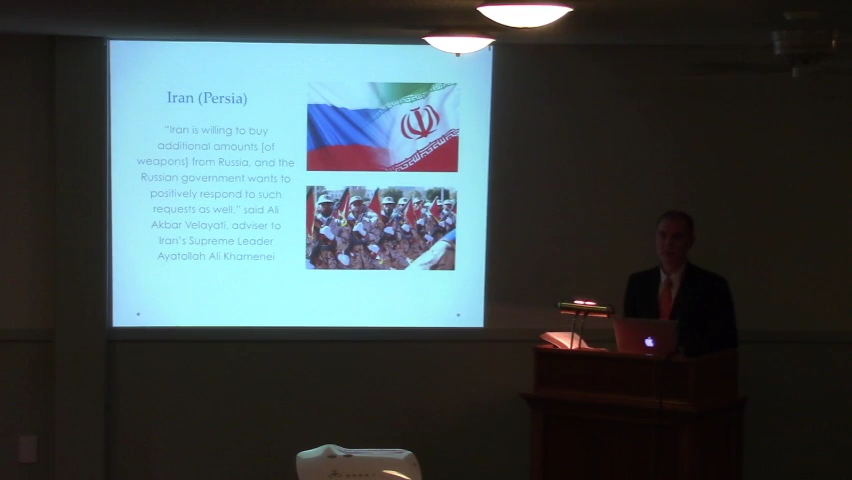 Iran (Persia)
“Iran is willing to buy
additional amounts [of
weapons] from Russia, and the
Russian government wants to
positively respond to such
requests as well,” said Ali
Akbar Velayati, adviser to
Iran’s Supreme Leader
Ayatollah Ali Khamenei